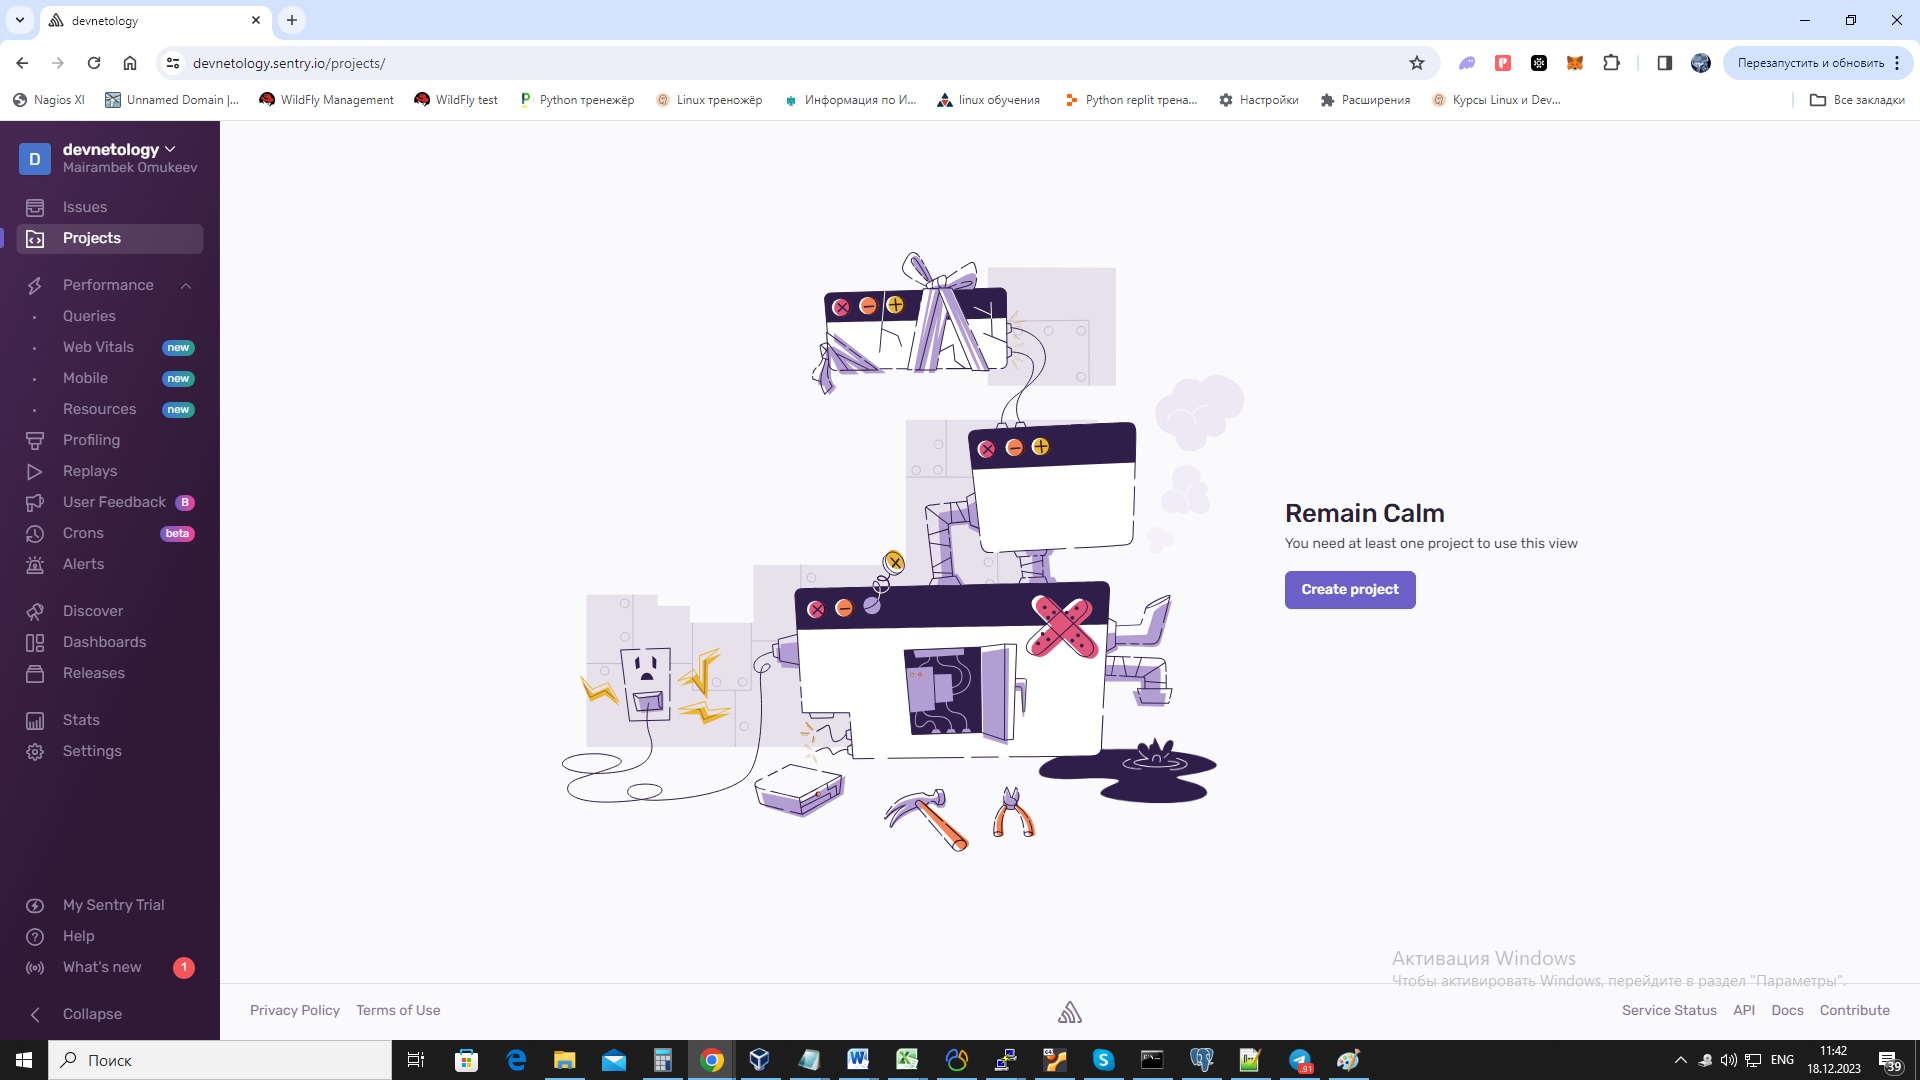 devnetology
devnetology.sentry.io/projects/
Перезапустить и обновить
Nagios XI
Unnamed Domain |...
WildFly Management
WildFly test
Python тренежёр
Linux треножёр
Информация по И...
linux обучения
Python replit трена...
Настройки
Расширения
Курсы Linux и Dev...
Все закладки
D
devnetology
Mairambek Omukeev
Issues
Projects
Performance
Queries
Web Vitals new
Mobile new
Resources new
Profiling
Replays
User Feedback B
Crons beta
Alerts
Discover
Dashboards
Releases
Stats
Settings
My Sentry Trial
Help
What's new 1
Collapse
Remain Calm
You need at least one project to use this view
Create project
Активация Windows
Чтобы активировать Windows, перейдите в раздел "Параметры".
Privacy Policy
Terms of Use
Service Status
API
Docs
Contribute
Поиск
91
ENG
11:42
18.12.2023
39